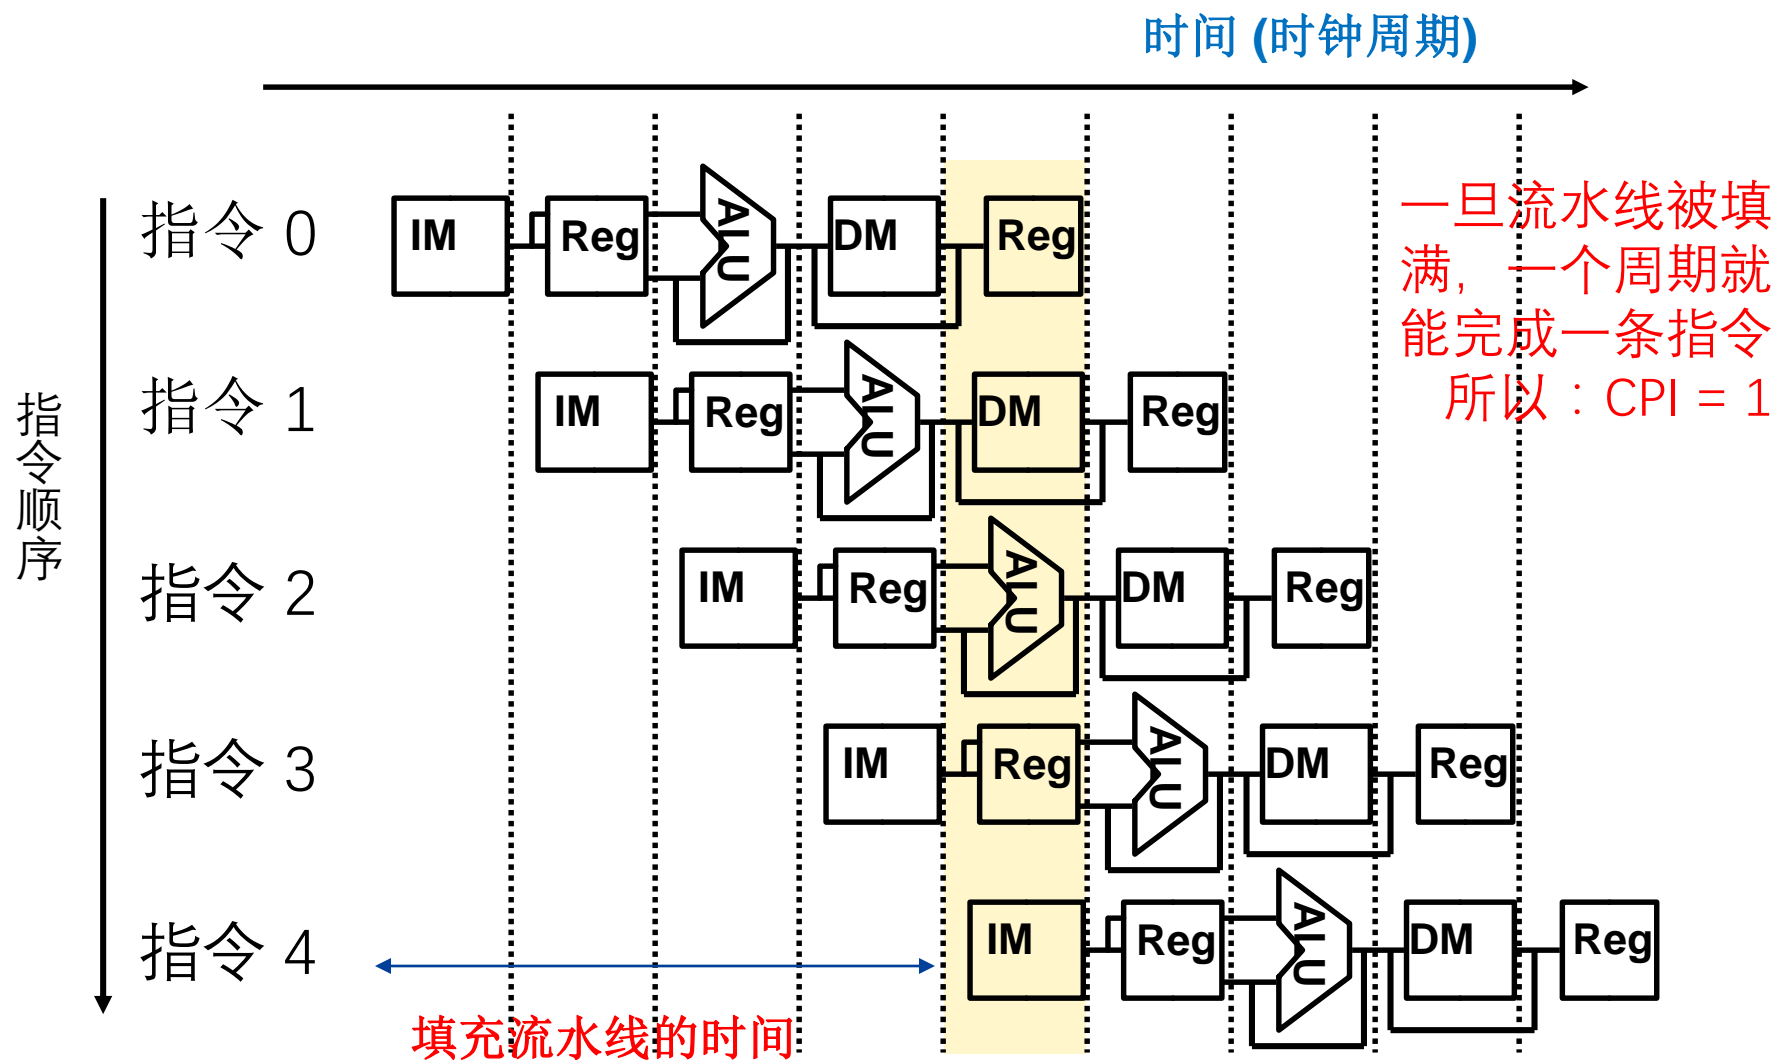 时间 (时钟周期)
指令 0
IM
Reg
ALU
DM
Reg
一旦流水线被填
满，一个周期就
能完成一条指令
所以：CPI = 1
指令顺序
指令 1
IM
Reg
ALU
DM
Reg
指令 2
IM
Reg
ALU
DM
Reg
指令 3
IM
Reg
ALU
DM
Reg
指令 4
IM
Reg
ALU
DM
Reg
填充流水线的时间